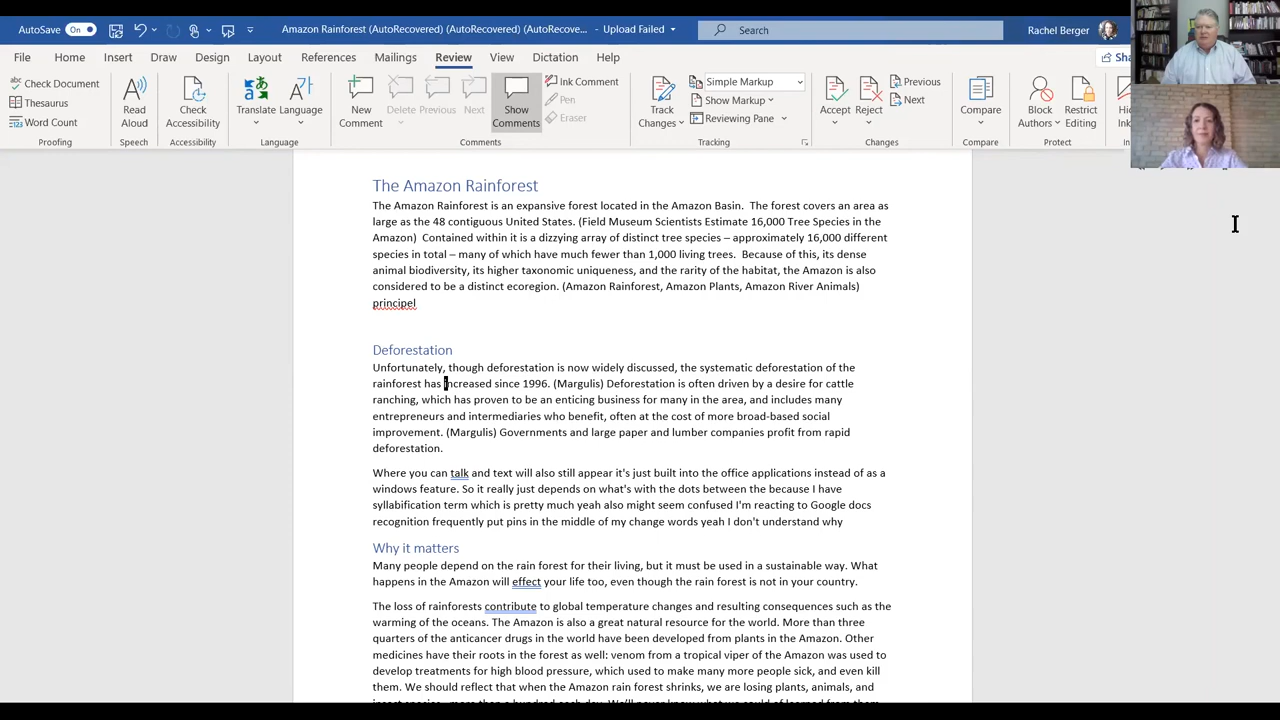 AutoSave On Amazon Rainforest (AutoRecovered) (AutoRecovered) (AutoRecove... - Upload Failed Search Rachel Berger
File Home Insert Draw Design Layout References Mailings Review View Dictation Help
Check Document
Thesaurus
Word Count
Proofing
Read Aloud
Speech
Check Accessibility
Accessibility
Translate Language
Language
New Comment Delete Previous Next Show Comments
Ink Comment
Pen
Eraser
Comments
Track Changes
Simple Markup
Show Markup
Reviewing Pane
Tracking
Accept Reject
Previous
Next
Changes
Compare
Compare
Block Authors Restrict Editing
Protect
The Amazon Rainforest
The Amazon Rainforest is an expansive forest located in the Amazon Basin. The forest covers an area as
large as the 48 contiguous United States. (Field Museum Scientists Estimate 16,000 Tree Species in the
Amazon) Contained within it is a dizzying array of distinct tree species – approximately 16,000 different
species in total – many of which have much fewer than 1,000 living trees. Because of this, its dense
animal biodiversity, its higher taxonomic uniqueness, and the rarity of the habitat, the Amazon is also
considered to be a distinct ecoregion. (Amazon Rainforest, Amazon Plants, Amazon River Animals)
principel
Deforestation
Unfortunately, though deforestation is now widely discussed, the systematic deforestation of the
rainforest has increased since 1996. (Margulis) Deforestation is often driven by a desire for cattle
ranching, which has proven to be an enticing business for many in the area, and includes many
entrepreneurs and intermediaries who benefit, often at the cost of more broad-based social
improvement. (Margulis) Governments and large paper and lumber companies profit from rapid
deforestation.
Where you can talk and text will also still appear it's just built into the office applications instead of as a
windows feature. So it really just depends on what's with the dots between the because I have
syllabification term which is pretty much yeah also might seem confused I'm reacting to Google docs
recognition frequently put pins in the middle of my change words yeah I don't understand why
Why it matters
Many people depend on the rain forest for their living, but it must be used in a sustainable way. What
happens in the Amazon will effect your life too, even though the rain forest is not in your country.
The loss of rainforests contribute to global temperature changes and resulting consequences such as the
warming of the oceans. The Amazon is also a great natural resource for the world. More than three
quarters of the anticancer drugs in the world have been developed from plants in the Amazon. Other
medicines have their roots in the forest as well: venom from a tropical viper of the Amazon was used to
develop treatments for high blood pressure, which used to make many more people sick, and even kill
them. We should reflect that when the Amazon rain forest shrinks, we are losing plants, animals, and